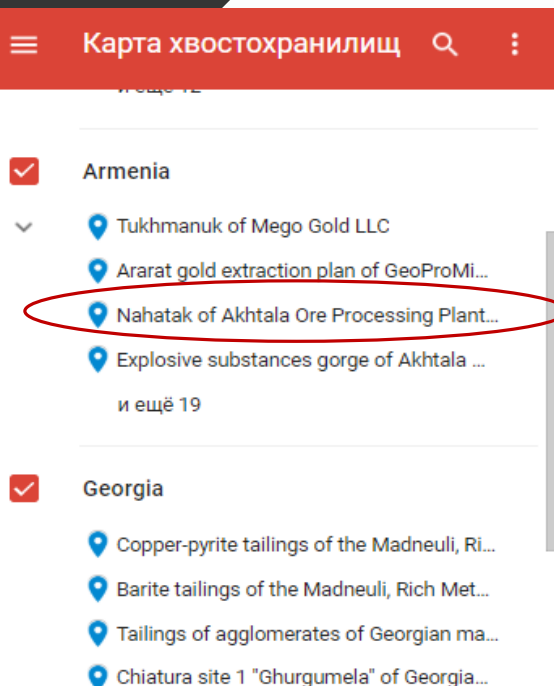 Карта хвостохранилищ
и ещё 12
Armenia
Tukhmanuk of Mego Gold LLC
Ararat gold extraction plan of GeoProMi...
Nahatak of Akhtala Ore Processing Plant...
Explosive substances gorge of Akhtala ...
и ещё 19
Georgia
Copper-pyrite tailings of the Madneuli, Ri...
Barite tailings of the Madneuli, Rich Met...
Tailings of agglomerates of Georgian ma...
Chiatura site 1 "Ghurgumela" of Georgia...